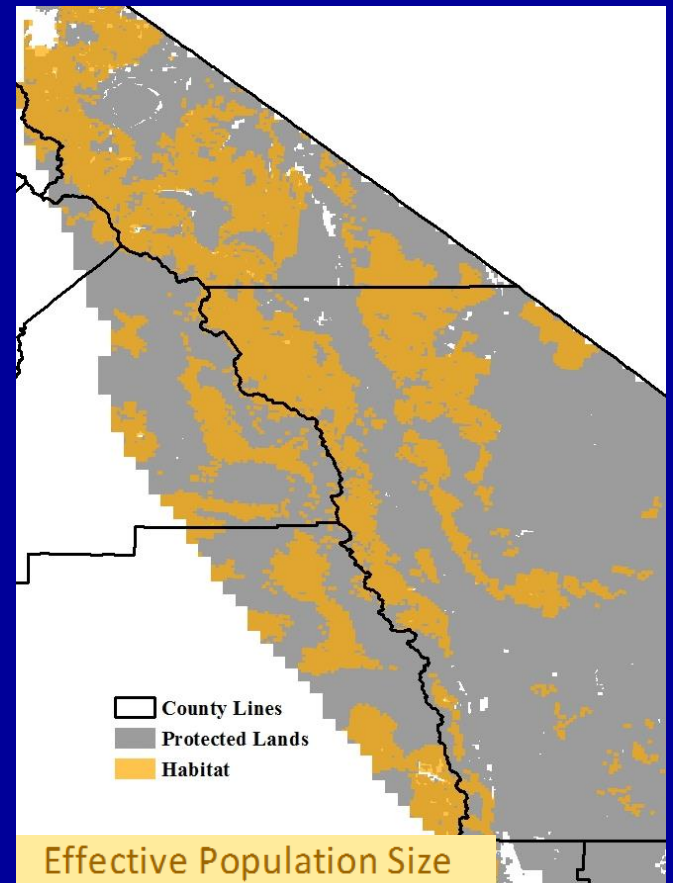 County Lines
Protected Lands
Habitat
Effective Population Size